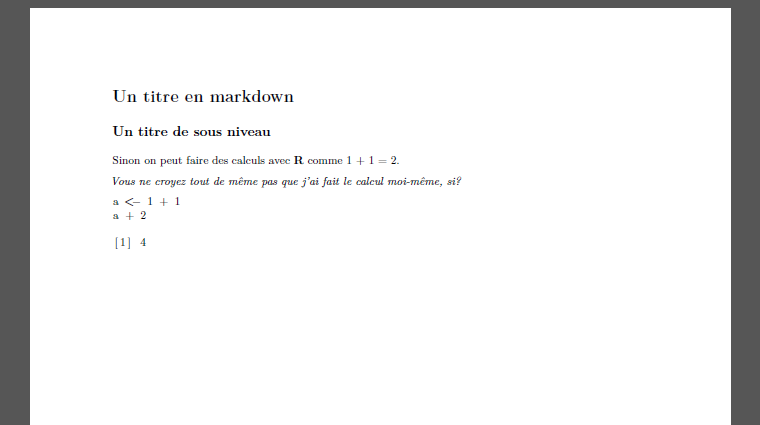 Un titre en markdown
Un titre de sous niveau
Sinon on peut faire des calculs avec R comme 1 + 1 = 2.
Vous ne croyez tout de même pas que j'ai fait le calcul moi-même, si?
a <- 1 + 1
a + 2
[1] 4